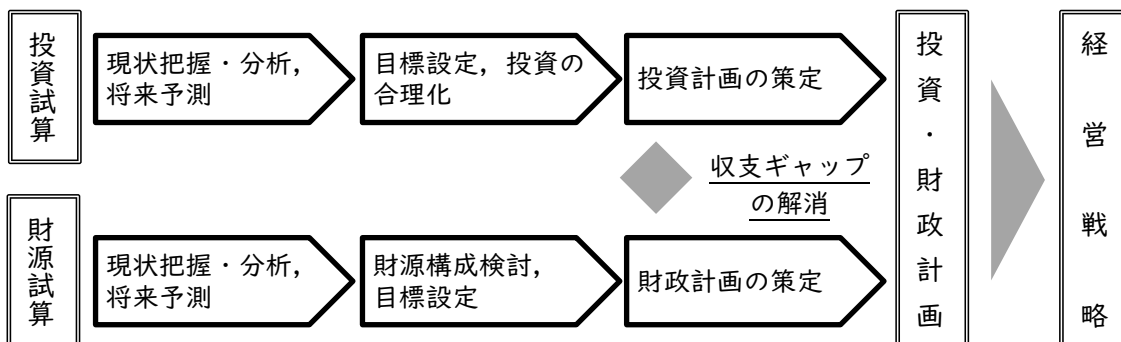 投資試算
現状把握・分析，
将来予測
目標設定，投資の
合理化
投資計画の策定
収支ギャップ
の解消
財源試算
現状把握・分析，
将来予測
財源構成検討，
目標設定
財政計画の策定
投資・財政計画
経営戦略